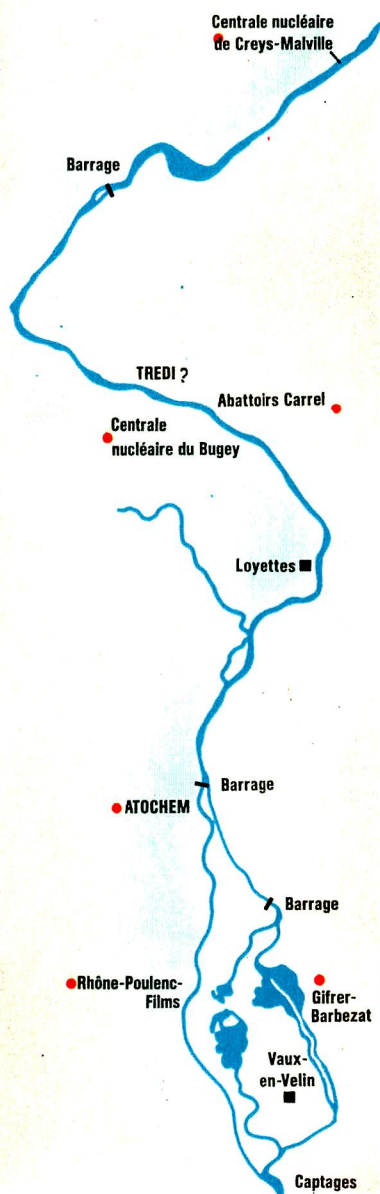 Centrale nucléaire
de Creys-Malville
Barrage
TREDI ?
Abattoirs Carrel
Centrale
nucléaire du Bugey
Loyettes
Barrage
ATOCHEM
Barrage
Rhône-Poulenc-
Films
Gifrer-
Barbezat
Vaux-
en-Velin
Captages